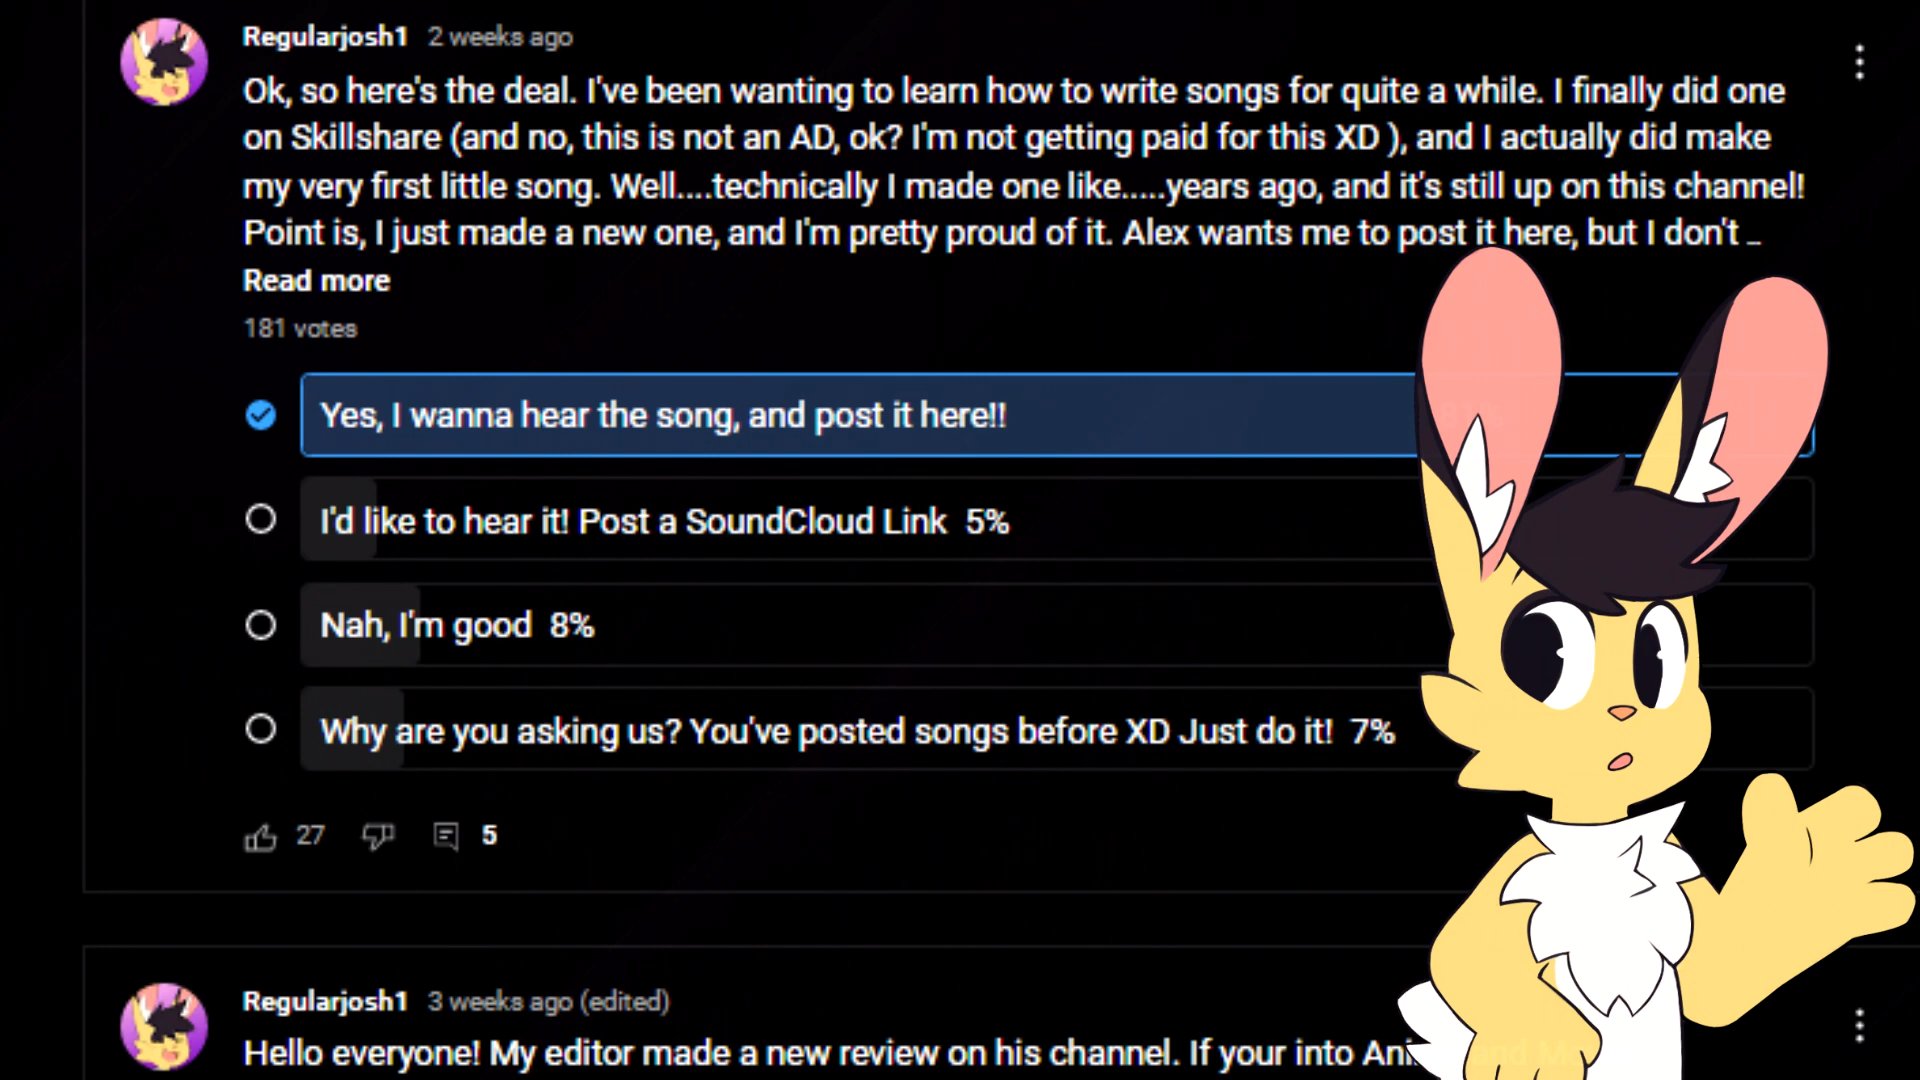 Regularjosh1 2 weeks ago
Ok, so here's the deal. I've been wanting to learn how to write songs for quite a while. I finally did one
on Skillshare (and no, this is not an AD, ok? I'm not getting paid for this XD ), and I actually did make
my very first little song. Well....technically I made one like.....years ago, and it's still up on this channel!
Point is, I just made a new one, and I'm pretty proud of it. Alex wants me to post it here, but I don't ...
Read more
181 votes
Yes, I wanna hear the song, and post it here!!
I'd like to hear it! Post a SoundCloud Link 5%
Nah, I'm good 8%
Why are you asking us? You've posted songs before XD Just do it! 7%
27 5
Regularjosh1 3 weeks ago (edited)
Hello everyone! My editor made a new review on his channel. If your into